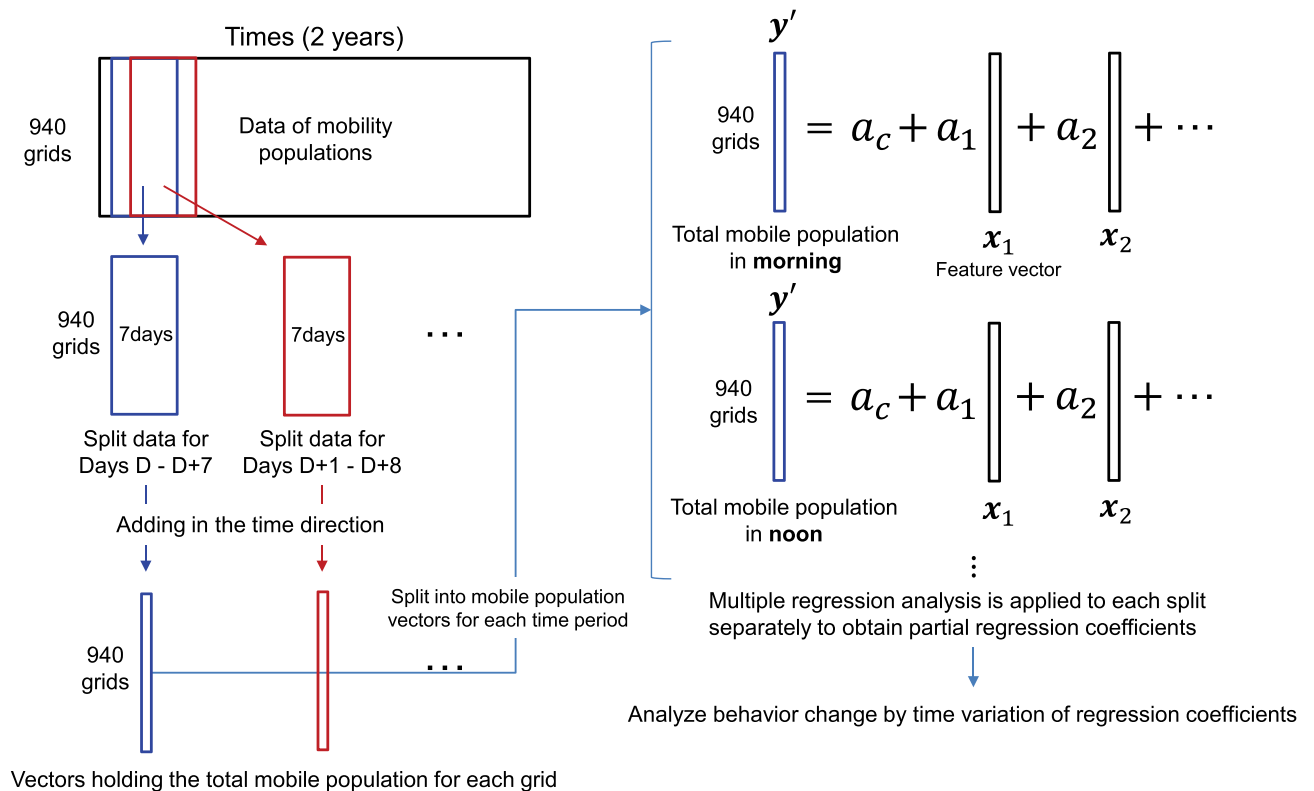 Times (2 years)
940
grids
Data of mobility
populations
940
grids
7days
7days
...
Split data for
Days D - D+7
Split data for
Days D+1 - D+8
Adding in the time direction
940
grids
...
Split into mobile population
vectors for each time period
Vectors holding the total mobile population for each grid
y′
940
grids
= a_c + a_1 + a_2 + ⋯
Total mobile population
in morning
x_1
Feature vector
x_2
y′
940
grids
= a_c + a_1 + a_2 + ⋯
Total mobile population
in noon
x_1
x_2
⋮
Multiple regression analysis is applied to each split
separately to obtain partial regression coefficients
Analyze behavior change by time variation of regression coefficients